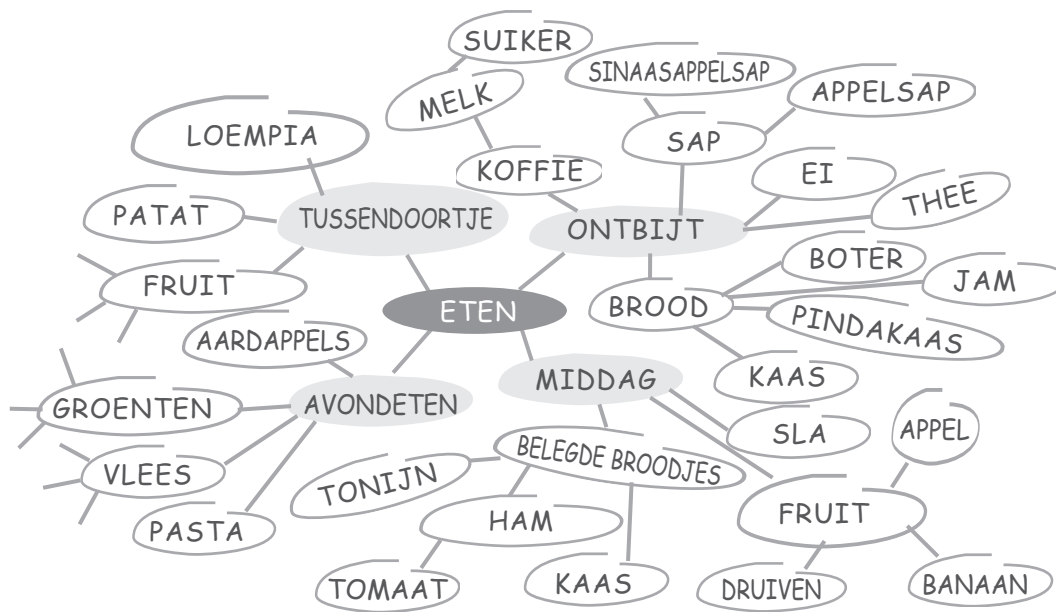 SUIKER
SINAASAPPELSAP
MELK
APPELSAP
LOEMPIA
SAP
KOFFIE
EI
THEE
PATAT
TUSSENDOORTJE
ONTBIJT
BOTER
JAM
FRUIT
ETEN
BROOD
PINDAKAAS
AARDAPPELS
MIDDAG
KAAS
GROENTEN
AVONDETEN
SLA
APPEL
BELEGDE BROODJES
VLEES
TONIJN
HAM
FRUIT
PASTA
TOMAAT
KAAS
DRUIVEN
BANAAN